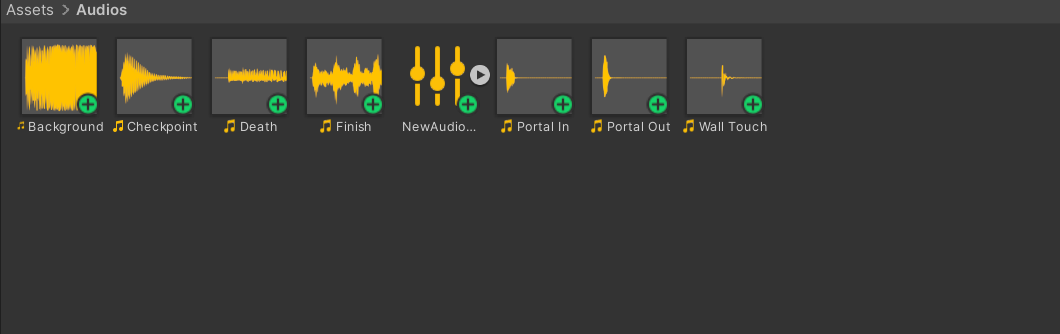 Assets > Audios
Background Checkpoint Death Finish NewAudio... Portal In Portal Out Wall Touch